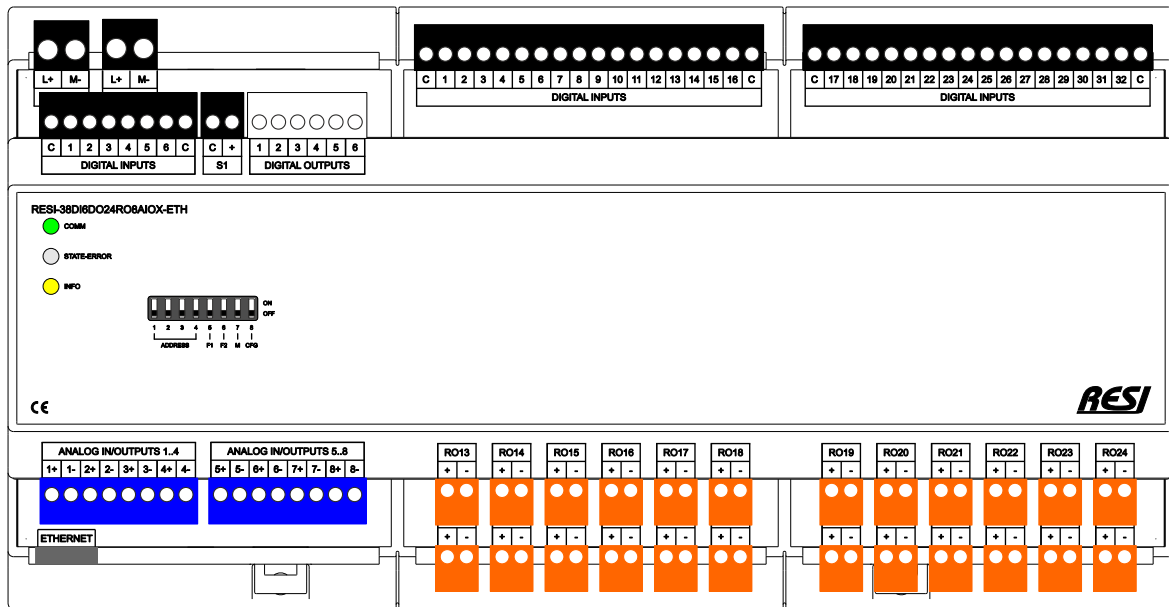 L+ M- L+ M-
C 1 2 3 4 5 6 7 8 9 10 11 12 13 14 15 16 C
DIGITAL INPUTS
C 17 18 19 20 21 22 23 24 25 26 27 28 29 30 31 32 C
DIGITAL INPUTS
C 1 2 3 4 5 6 C
DIGITAL INPUTS
C +
S1
1 2 3 4 5 6
DIGITAL OUTPUTS
RESI-38DI6DO24RO8AIOX-ETH
COMM
STATE-ERROR
INFO
ON
OFF
1 2 3 4 5 6 7 8
ADDRESS F1 F2 M CFG
CE
RESI
ANALOG IN/OUTPUTS 1..4
1+ 1- 2+ 2- 3+ 3- 4+ 4-
ANALOG IN/OUTPUTS 5..8
5+ 5- 6+ 6- 7+ 7- 8+ 8-
ETHERNET
RO13 RO14 RO15 RO16 RO17 RO18
+ - + - + - + - + - + -
+ - + - + - + - + - + -
RO19 RO20 RO21 RO22 RO23 RO24
+ - + - + - + - + - + -
+ - + - + - + - + - + -